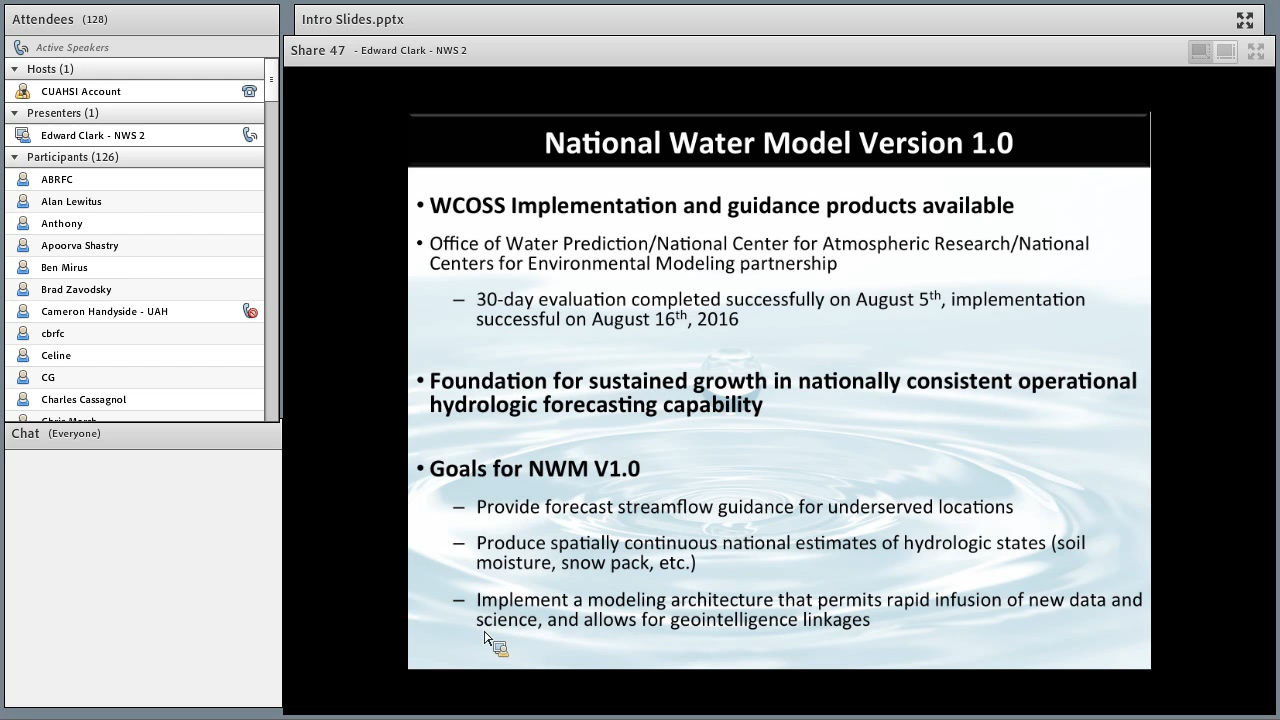 Attendees (128)
Active Speakers
Hosts (1)
CUAHSI Account
Presenters (1)
Edward Clark - NWS 2
Participants (126)
ABRFC
Alan Lewitus
Anthony
Apoorva Shastry
Ben Mirus
Brad Zavodsky
Cameron Handyside - UAH
cbrfc
Celine
CG
Charles Cassagnol
Chat (Everyone)
Intro Slides.pptx
Share 47 - Edward Clark - NWS 2
National Water Model Version 1.0
• WCOSS Implementation and guidance products available
• Office of Water Prediction/National Center for Atmospheric Research/National
Centers for Environmental Modeling partnership
– 30-day evaluation completed successfully on August 5th, implementation
successful on August 16th, 2016
• Foundation for sustained growth in nationally consistent operational
hydrologic forecasting capability
• Goals for NWM V1.0
– Provide forecast streamflow guidance for underserved locations
– Produce spatially continuous national estimates of hydrologic states (soil
moisture, snow pack, etc.)
– Implement a modeling architecture that permits rapid infusion of new data and
science, and allows for geointelligence linkages